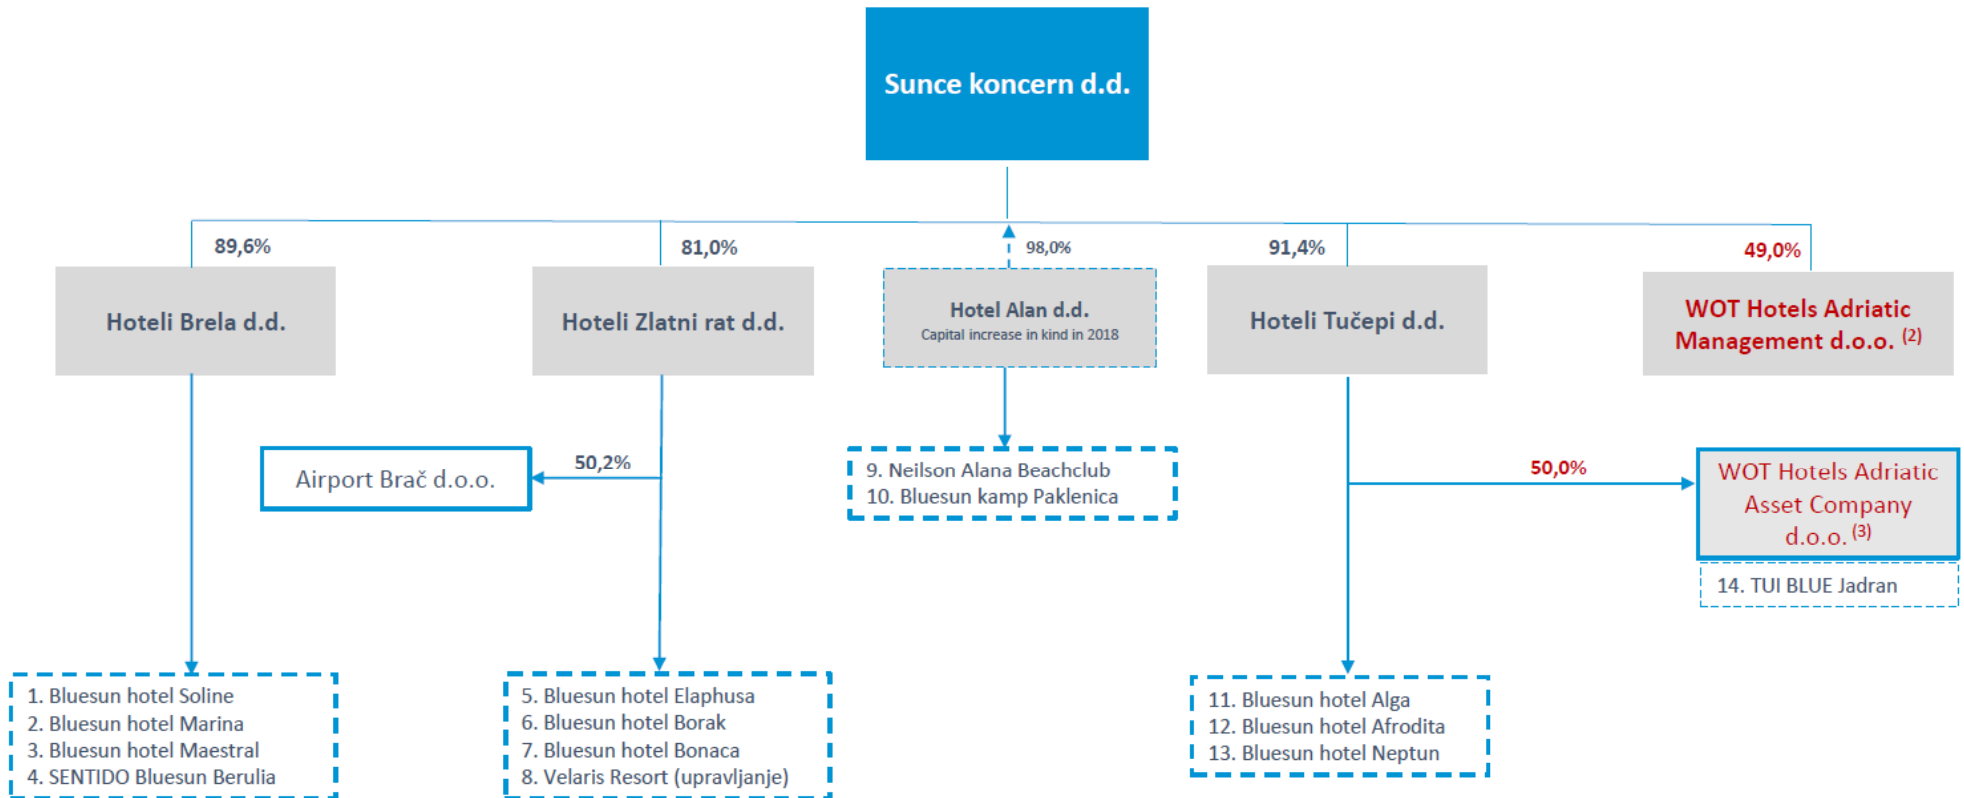 Sunce koncern d.d.
89,6%
81,0%
98,0%
91,4%
49,0%
Hoteli Brela d.d.
Hoteli Zlatni rat d.d.
Hotel Alan d.d.
Capital increase in kind in 2018
Hoteli Tučepi d.d.
WOT Hotels Adriatic
Management d.o.o. (2)
Airport Brač d.o.o.
50,2%
9. Neilson Alana Beachclub
10. Bluesun kamp Paklenica
50,0%
WOT Hotels Adriatic
Asset Company
d.o.o. (3)
14. TUI BLUE Jadran
1. Bluesun hotel Soline
2. Bluesun hotel Marina
3. Bluesun hotel Maestral
4. SENTIDO Bluesun Berulia
5. Bluesun hotel Elaphusa
6. Bluesun hotel Borak
7. Bluesun hotel Bonaca
8. Velaris Resort (upravljanje)
11. Bluesun hotel Alga
12. Bluesun hotel Afrodita
13. Bluesun hotel Neptun